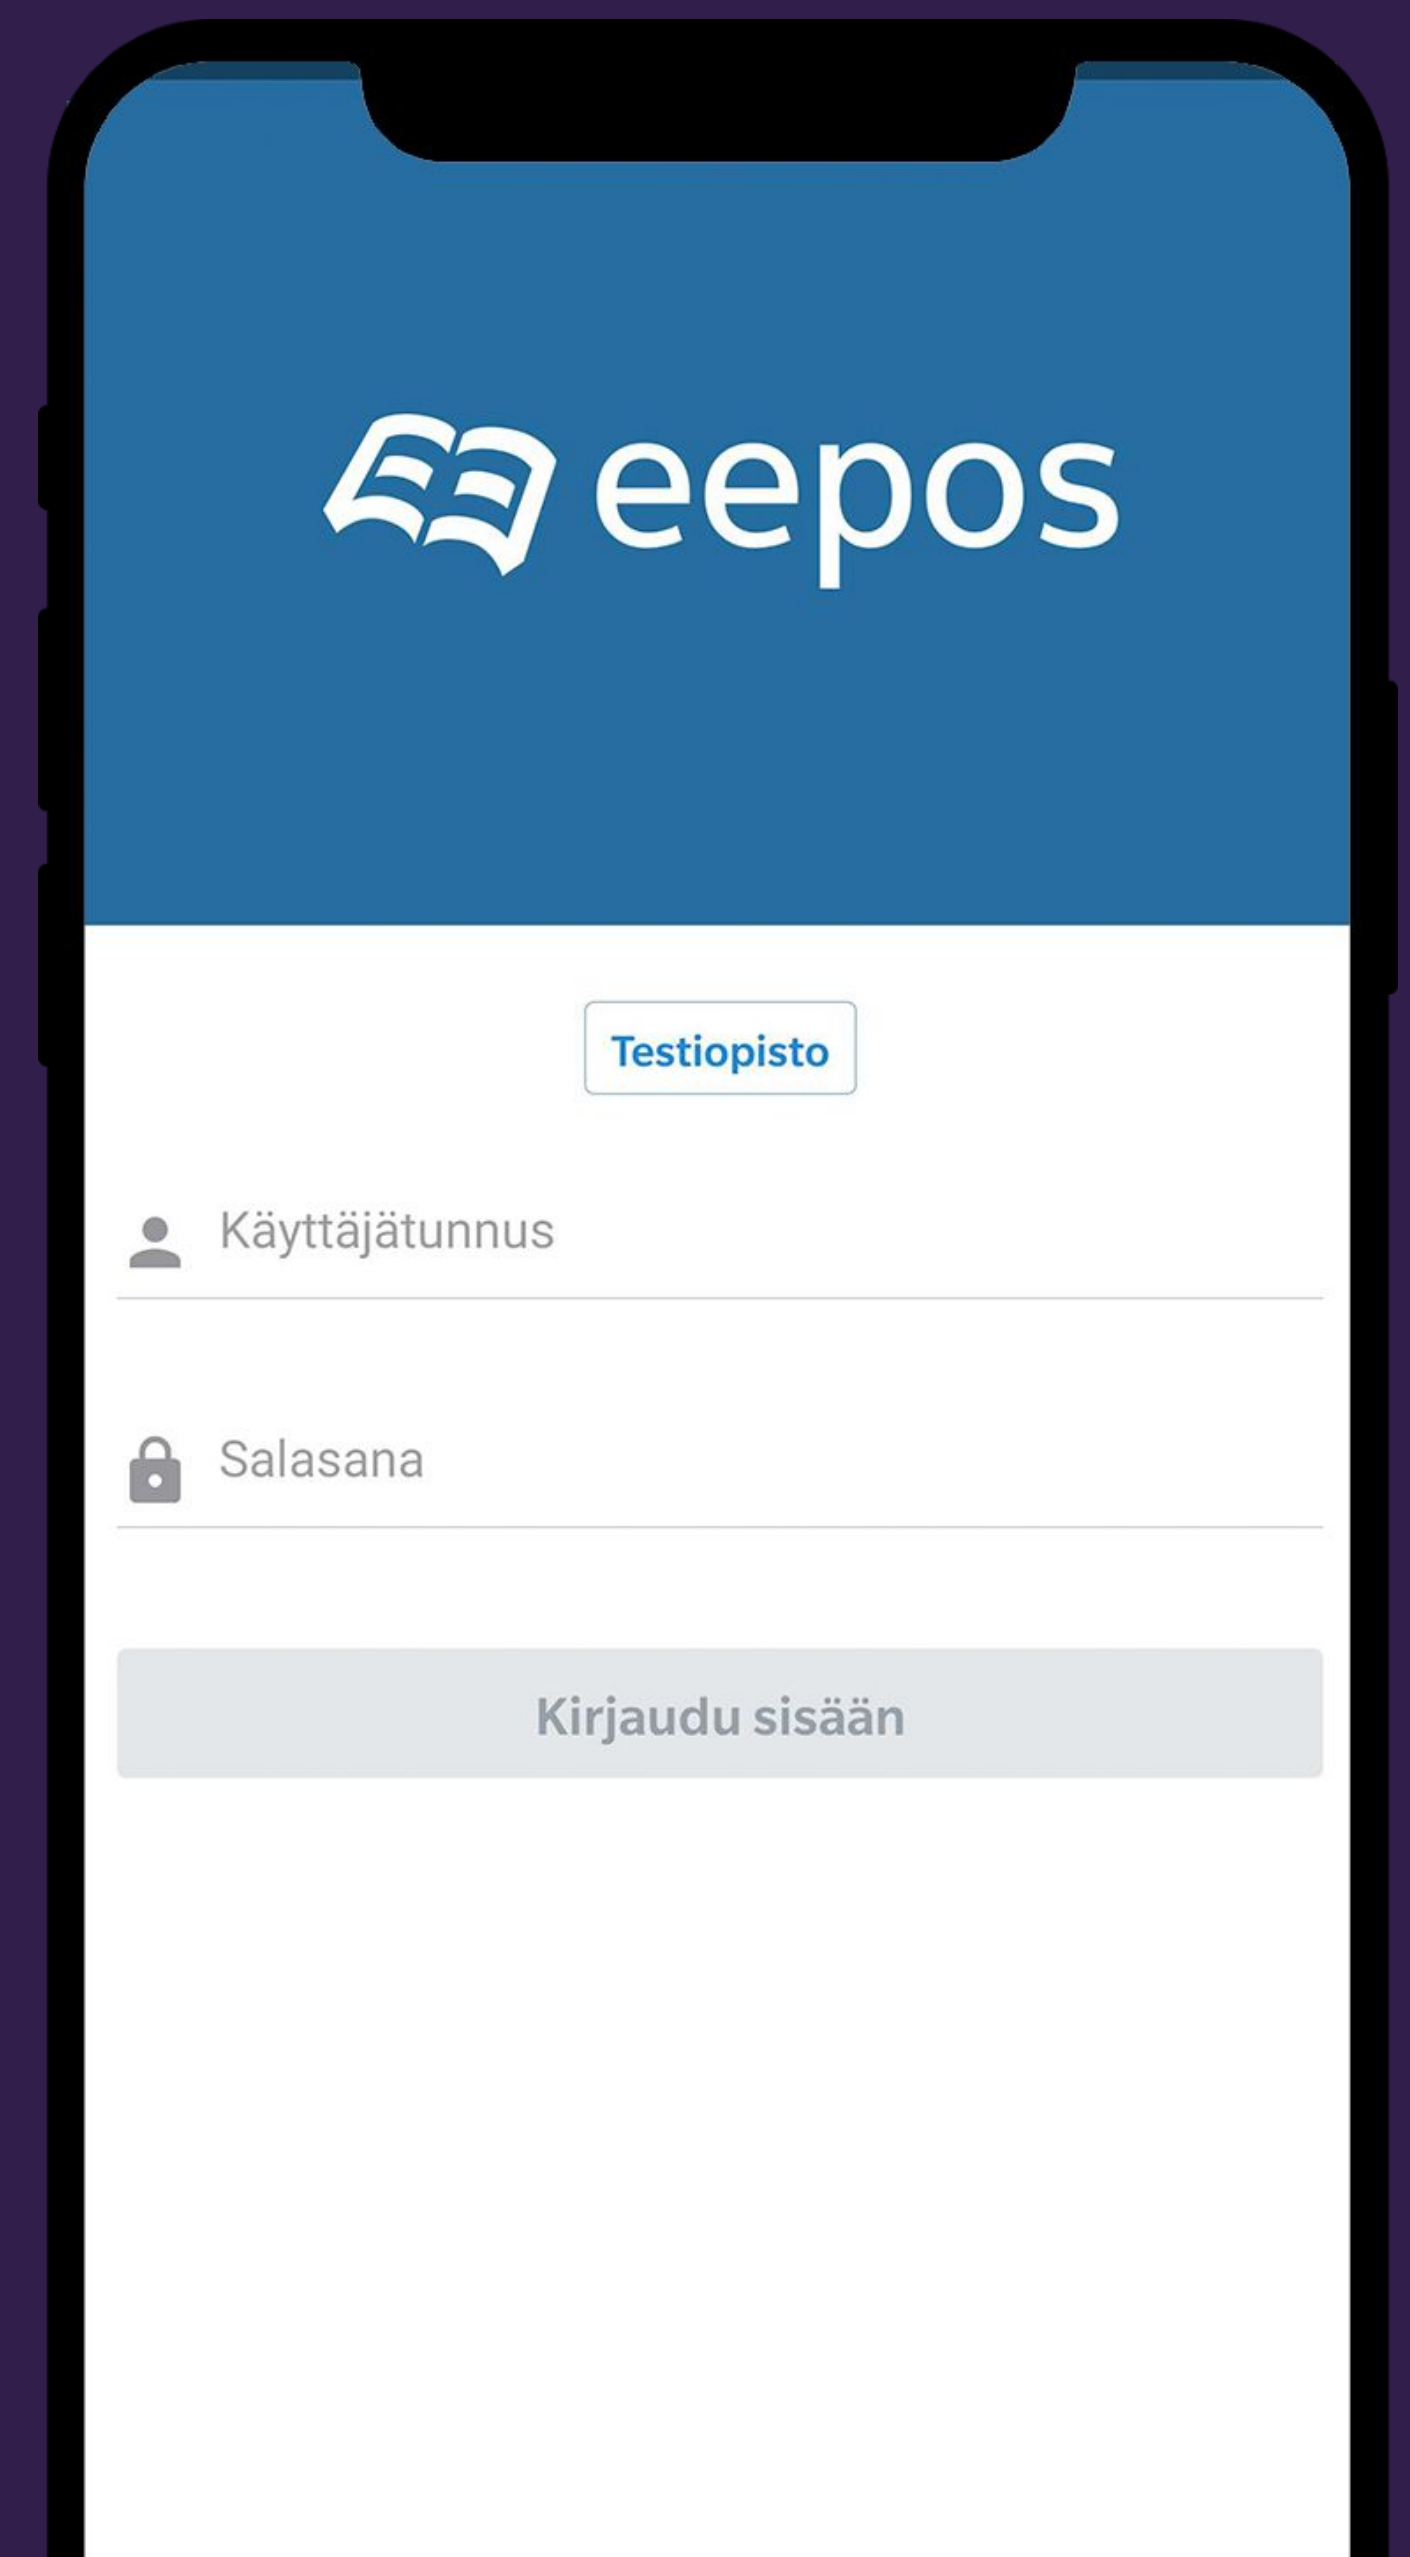 eepos
Testiopisto
Käyttäjätunnus
Salasana
Kirjaudu sisään